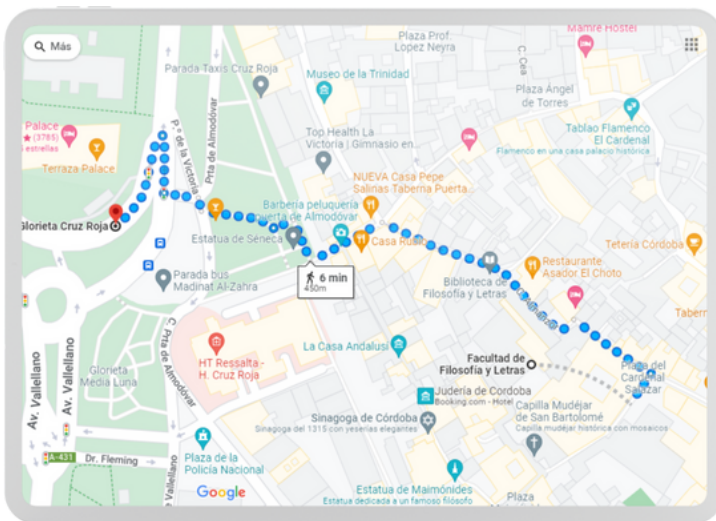 Más
Mamre Hostel
Plaza Prof.
Lopez Neyra
C. Cea
Parada Taxis Cruz Roja
Museo de la Trinidad
Plaza Ángel
de Torres
Palace
(3785)
estrellas
Terraza Palace
P.º de la Victoria
Prta de Almodóvar
Top Health La
Victoria | Gimnasio en...
Tablao Flamenco
El Cardenal
Flamenco en una casa palacio histórica
NUEVA Casa Pepe
Salinas Taberna Puerta...
Barbería peluquería
puerta de Almodóvar
Glorieta Cruz Roja
Estatua de Séneca
Casa Rubio
Tetería Córdoba
6 min
450m
Parada bus
Madinat Al-Zahra
Biblioteca de
Filosofía y Letras
Restaurante
Asador El Choto
Taberna
C. Prta de Almodóvar
La Casa Andalusí
HT Ressalta -
H. Cruz Roja
Facultad de
Filosofía y Letras
Plaza del
Cardenal
Salazar
Glorieta
Media Luna
Av. Vallellano
Av. Vallellano
Judería de Cordoba
Booking.com - Hotel
Capilla Mudéjar
de San Bartolomé
Capilla mudéjar histórica con mosaicos
Sinagoga de Córdoba
Sinagoga del 1315 con yeserías elegantes
A-431
Dr. Fleming
Plaza de la
Policía Nacional
Vallellano
Google
Estatua de Maimónides
Estatua dedicada a un famoso filósofo
Plaza